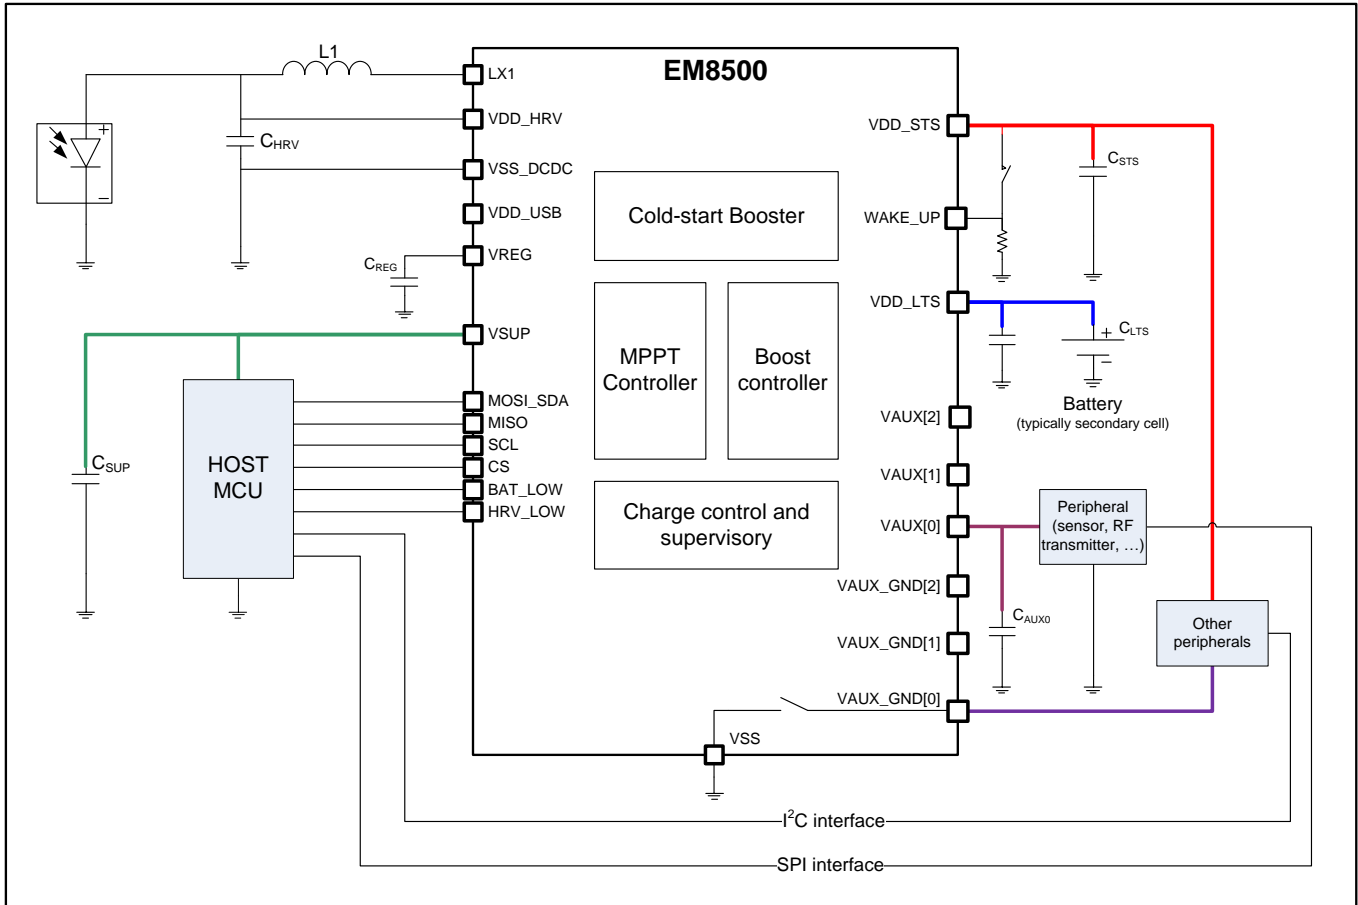 EM8500
L1
LX1
VDD_HRV
C_HRV
VSS_DCDC
VDD_USB
VREG
C_REG
VSUP
MOSI_SDA
MISO
SCL
CS
BAT_LOW
HRV_LOW
C_SUP
HOST
MCU
+
–
Cold-start Booster
MPPT
Controller
Boost
controller
Charge control and
supervisory
VDD_STS
C_STS
WAKE_UP
VDD_LTS
+
C_LTS
–
Battery
(typically secondary cell)
VAUX[2]
VAUX[1]
VAUX[0]
Peripheral
(sensor, RF
transmitter, …)
VAUX_GND[2]
C_AUX0
VAUX_GND[1]
Other
peripherals
VAUX_GND[0]
VSS
I²C interface
SPI interface